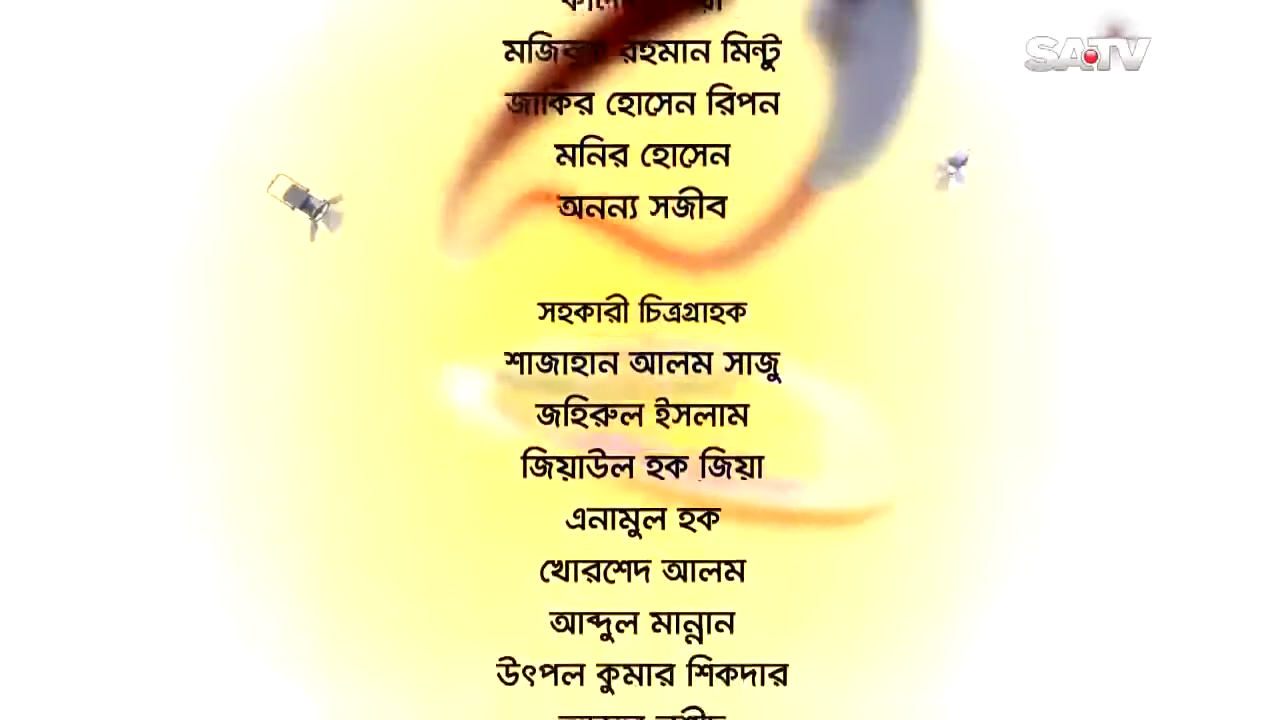 SATV
মজিবুর রহমান মিন্টু
জাকির হোসেন রিপন
মনির হোসেন
অনন্য সজীব
সহকারী চিত্রগ্রাহক
শাজাহান আলম সাজু
জহিরুল ইসলাম
জিয়াউল হক জিয়া
এনামুল হক
খোরশেদ আলম
আব্দুল মান্নান
উৎপল কুমার শিকদার